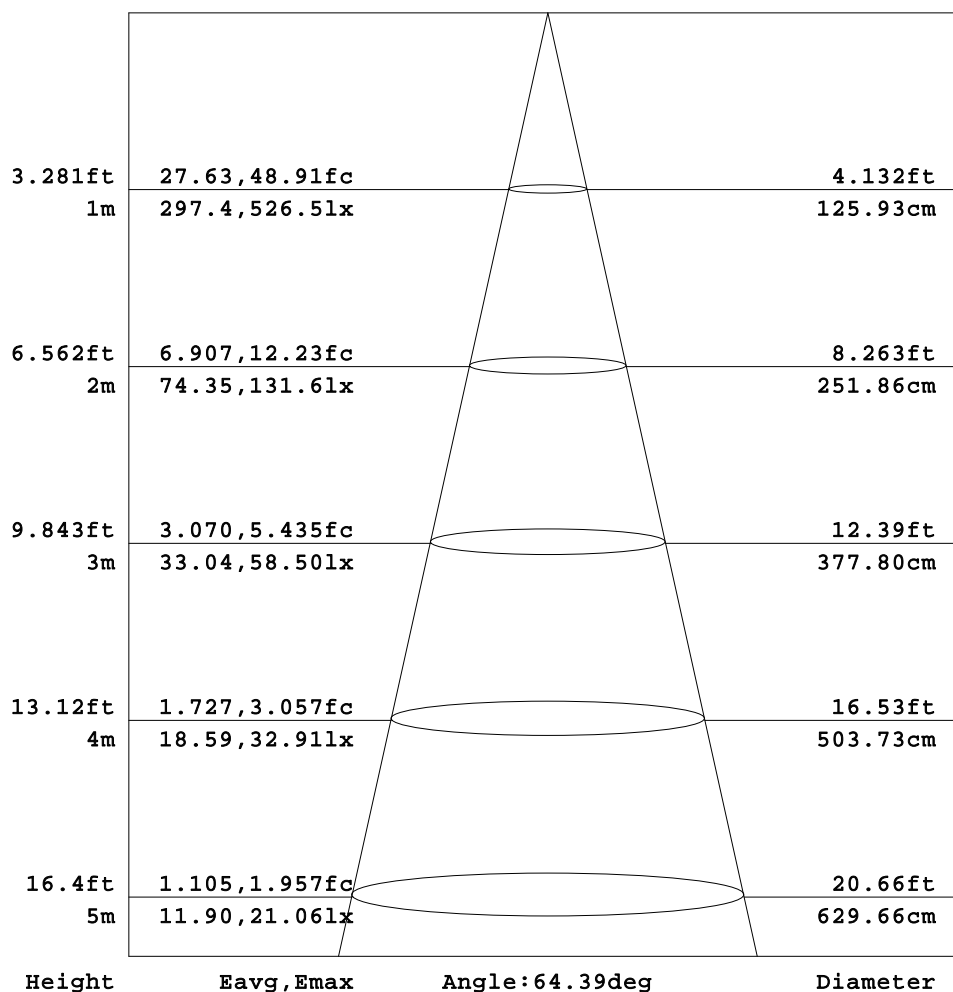 3.281ft 27.63,48.91fc 4.132ft
1m 297.4,526.5lx 125.93cm
6.562ft 6.907,12.23fc 8.263ft
2m 74.35,131.6lx 251.86cm
9.843ft 3.070,5.435fc 12.39ft
3m 33.04,58.50lx 377.80cm
13.12ft 1.727,3.057fc 16.53ft
4m 18.59,32.91lx 503.73cm
16.4ft 1.105,1.957fc 20.66ft
5m 11.90,21.06lx 629.66cm
Height Eavg,Emax Angle:64.39deg Diameter